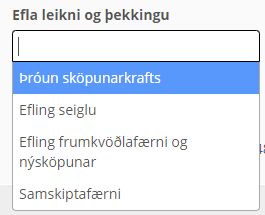 Efla leikni og þekkingu
Þróun sköpunarkrafts
Efling seiglu
Efling frumkvöðlafærni og
nýsköpunar
Samskiptafærni